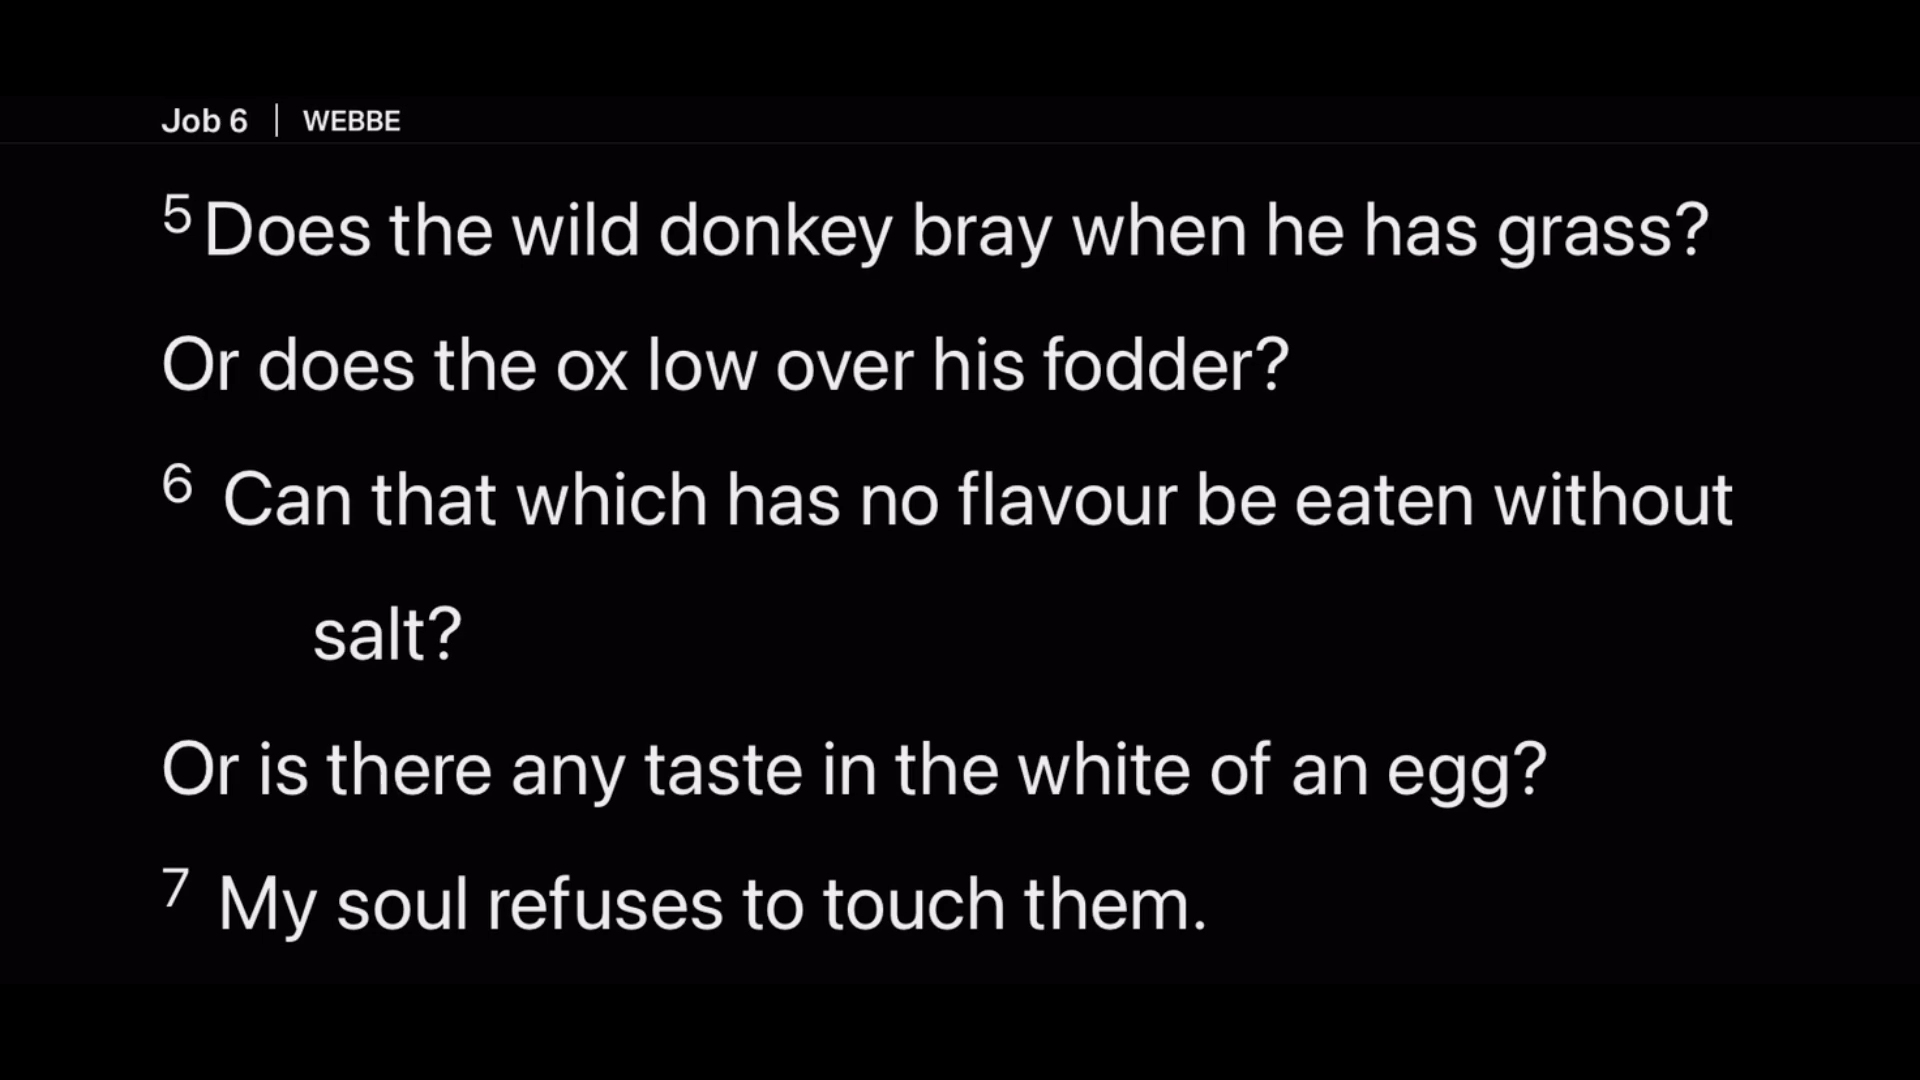 Job 6 | WEBBE
5 Does the wild donkey bray when he has grass?
Or does the ox low over his fodder?
6 Can that which has no flavour be eaten without
salt?
Or is there any taste in the white of an egg?
7 My soul refuses to touch them.